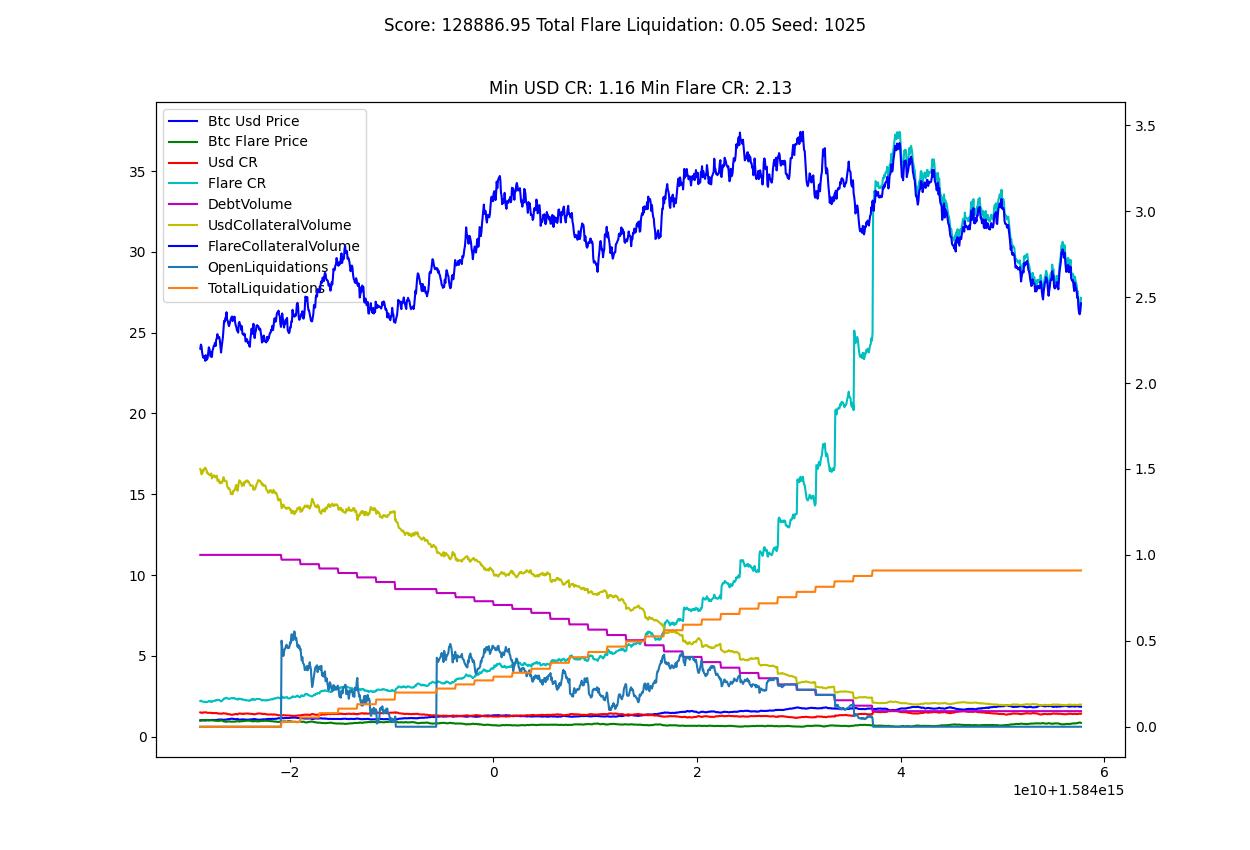 Score: 128886.95 Total Flare Liquidation: 0.05 Seed: 1025
Min USD CR: 1.16 Min Flare CR: 2.13
Btc Usd Price
Btc Flare Price
Usd CR
Flare CR
DebtVolume
UsdCollateralVolume
FlareCollateralVolume
OpenLiquidations
TotalLiquidations
35
30
25
20
15
10
5
0
3.5
3.0
2.5
2.0
1.5
1.0
0.5
0.0
−2 0 2 4 6
1e10+1.584e15